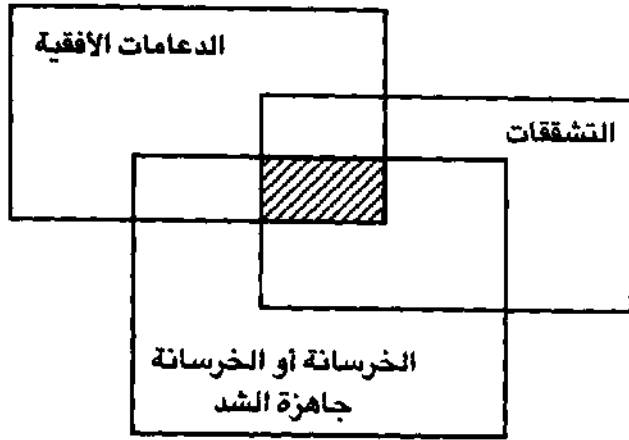 الدعامات الأفقية
التشققات
الخرسانة أو الخرسانة
جاهزة الشد